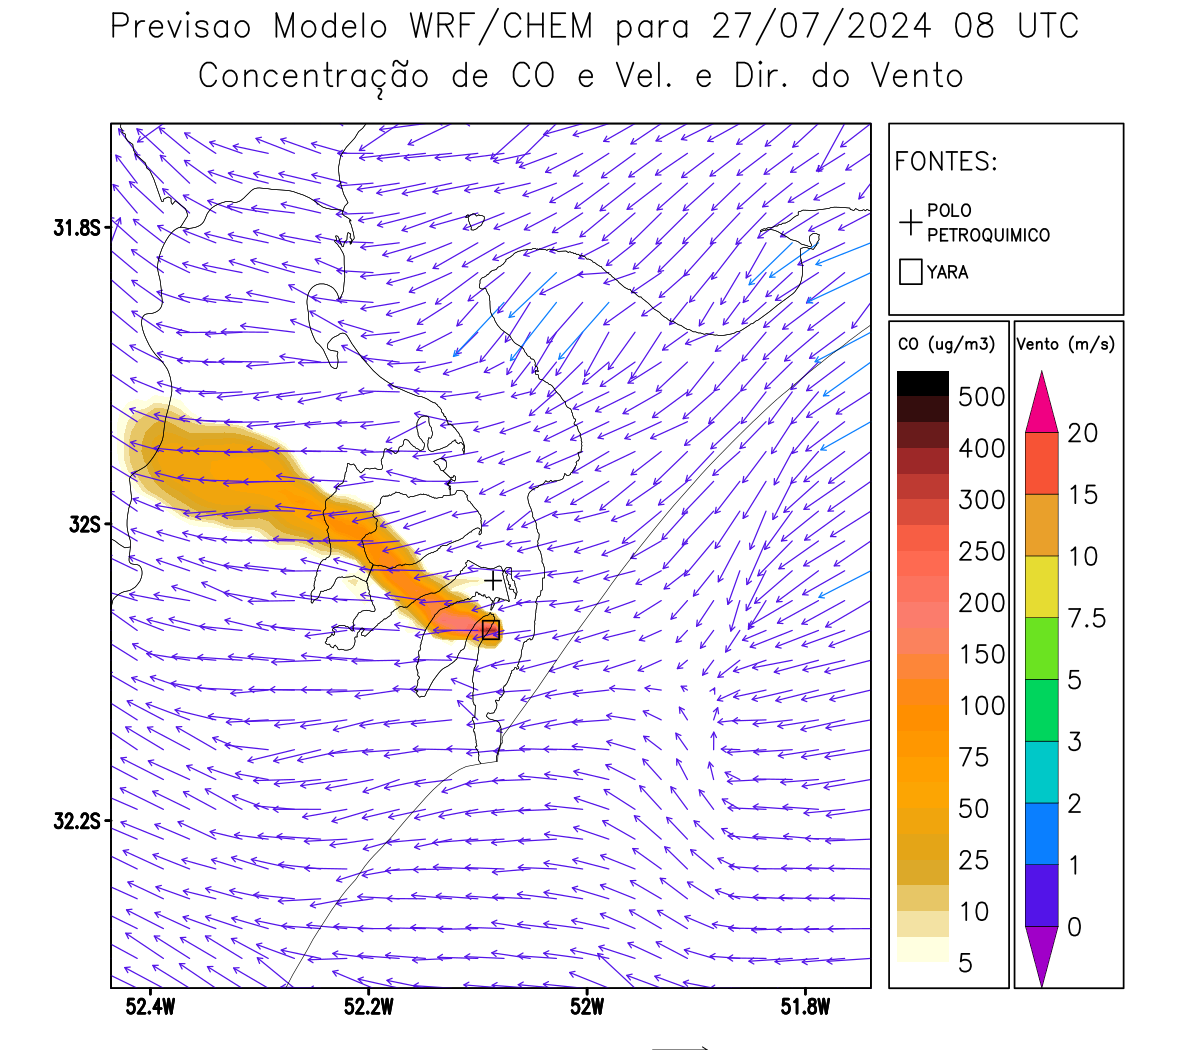 Previsao Modelo WRF/CHEM para 27/07/2024 08 UTC
Concentração de CO e Vel. e Dir. do Vento
FONTES:
POLO
PETROQUIMICO
YARA
CO (ug/m3)
500
400
300
250
200
150
100
75
50
25
10
5
Vento (m/s)
20
15
10
7.5
5
3
2
1
0
31.8S
32S
32.2S
52.4W
52.2W
52W
51.8W